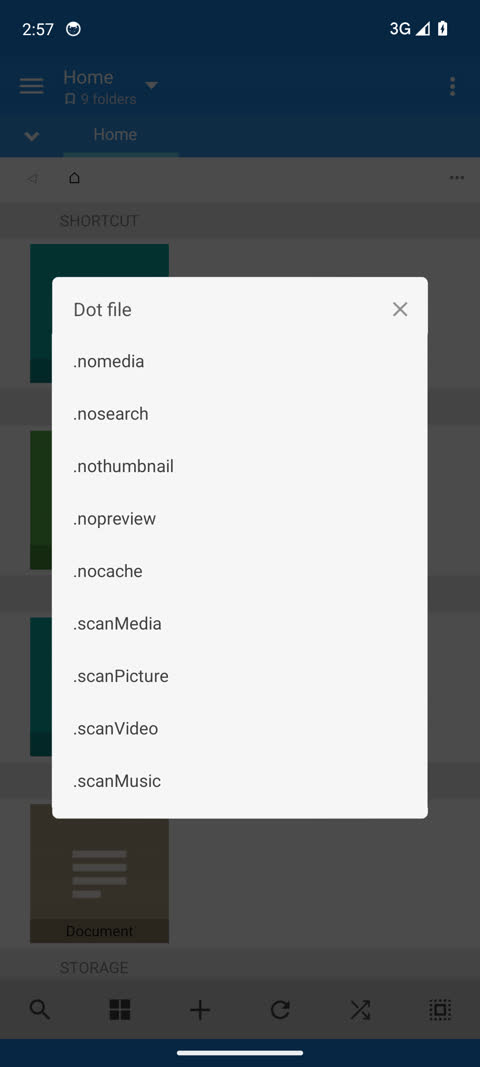 2:57
3G
Home
9 folders
Home
SHORTCUT
Dot file
.nomedia
.nosearch
.nothumbnail
.nopreview
.nocache
.scanMedia
.scanPicture
.scanVideo
.scanMusic
Document
STORAGE